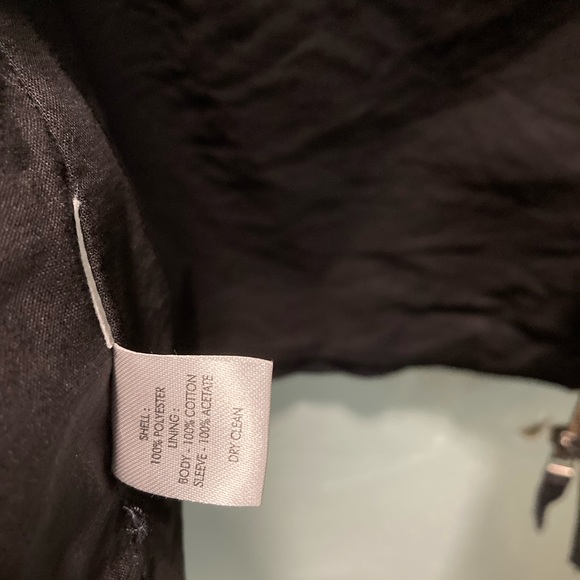 SHELL :
100% POLYESTER
LINING :
BODY - 100% COTTON
SLEEVE - 100% ACETATE
DRY CLEAN